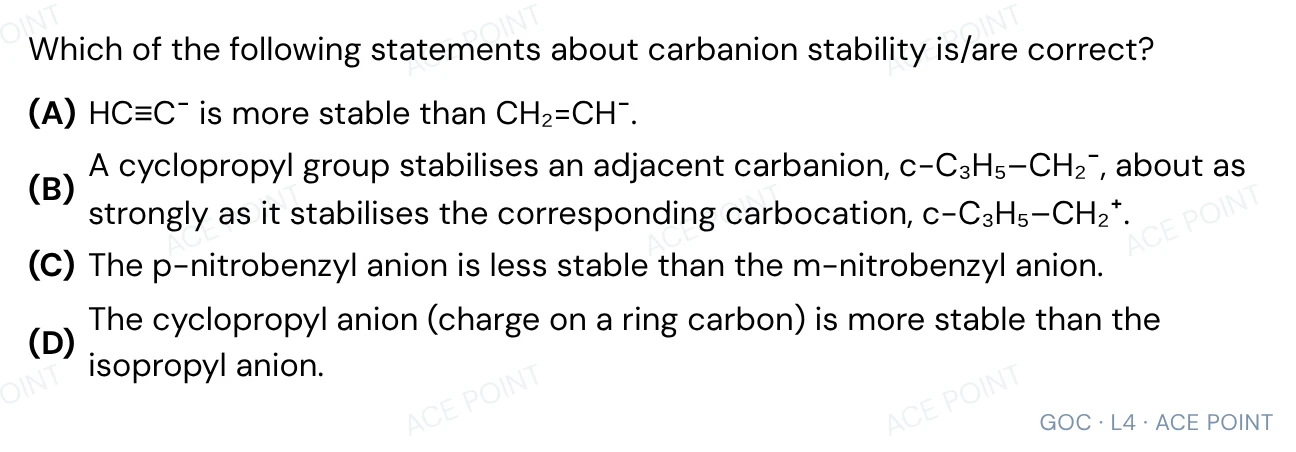 Which of the following statements about carbanion stability is/are correct?
(A) HC≡C⁻ is more stable than CH₂=CH⁻.
(B) A cyclopropyl group stabilises an adjacent carbanion, c–C₃H₅–CH₂⁻, about as
strongly as it stabilises the corresponding carbocation, c–C₃H₅–CH₂⁺.
(C) The p–nitrobenzyl anion is less stable than the m–nitrobenzyl anion.
(D) The cyclopropyl anion (charge on a ring carbon) is more stable than the
isopropyl anion.
GOC · L4 · ACE POINT